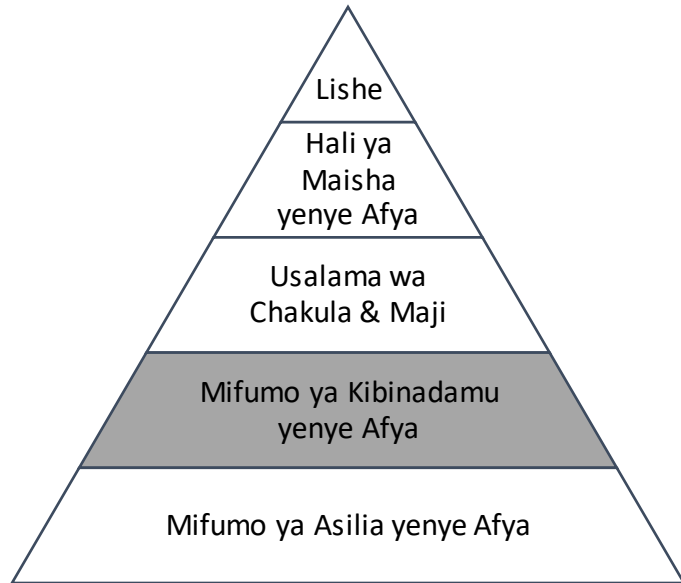 Lishe
Hali ya
Maisha
yenye Afya
Usalama wa
Chakula & Maji
Mifumo ya Kibinadamu
yenye Afya
Mifumo ya Asilia yenye Afya